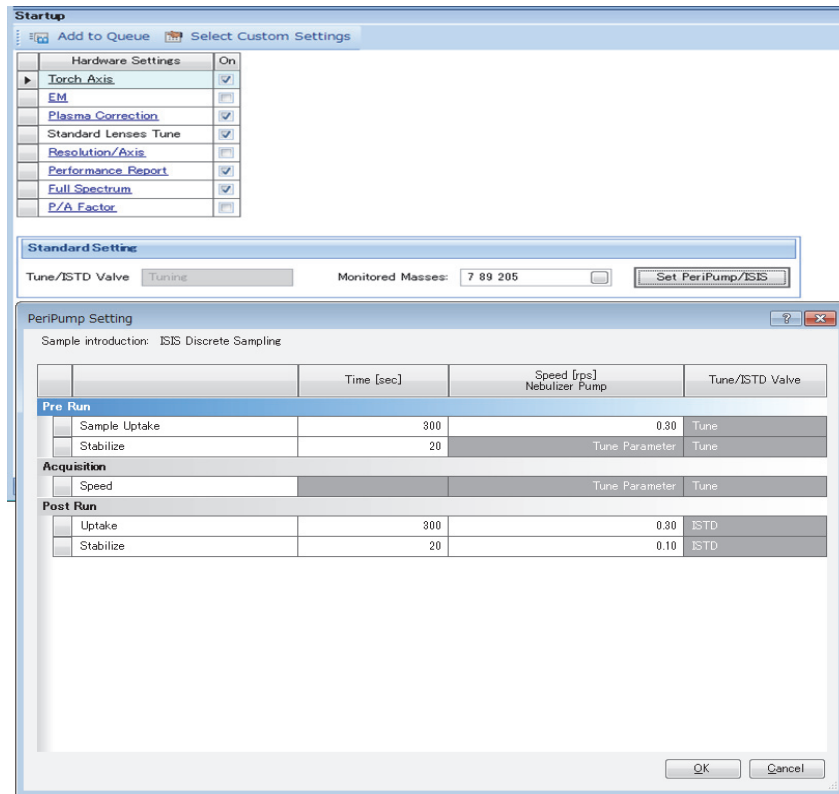 Startup
Add to Queue Select Custom Settings
Hardware Settings On
Torch Axis
EM
Plasma Correction
Standard Lenses Tune
Resolution/Axis
Performance Report
Full Spectrum
P/A Factor
Standard Setting
Tune/ISTD Valve Tuning Monitored Masses: 7 89 205 Set PeriPump/ISIS
PeriPump Setting
Sample introduction: ISIS Discrete Sampling
Time [sec] Speed [rps] Tune/ISTD Valve
Nebulizer Pump
Pre Run
Sample Uptake 300 0.30 Tune
Stabilize 20 Tune Parameter Tune
Acquisition
Speed Tune Parameter Tune
Post Run
Uptake 300 0.30 ISTD
Stabilize 20 0.10 ISTD
OK Cancel